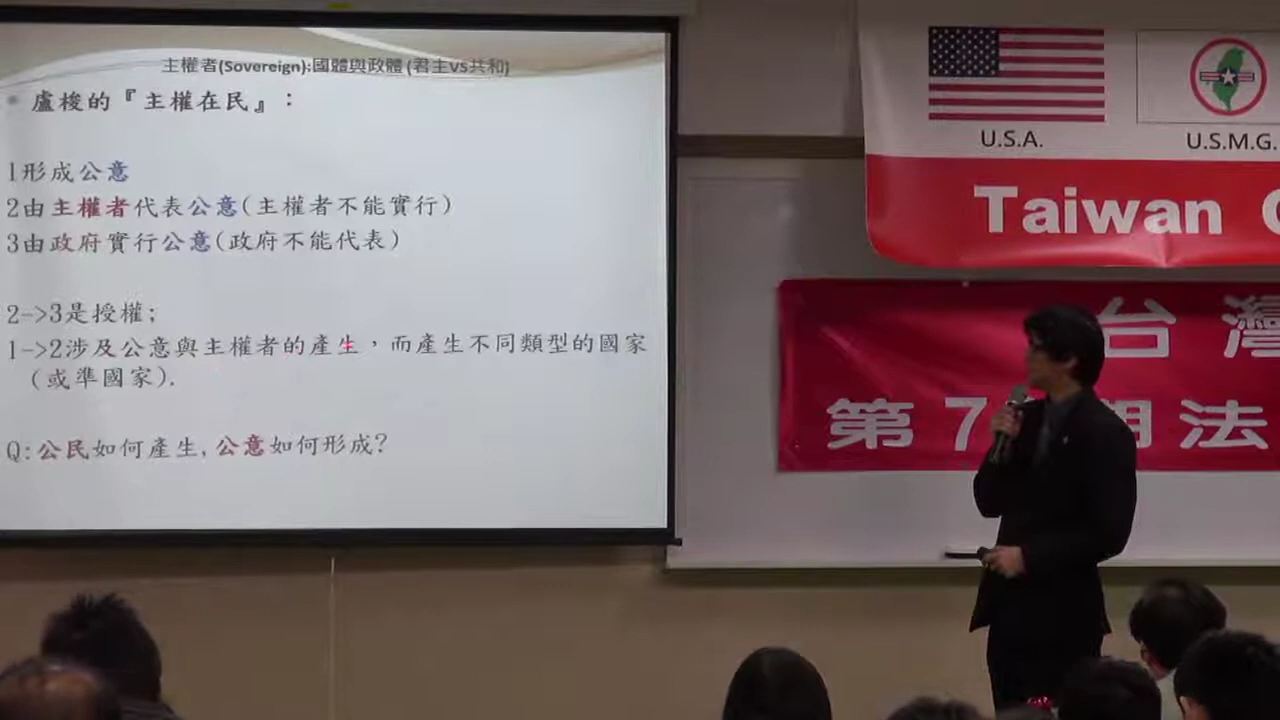 主權者(Sovereign):國體與政體(君主vs共和)
盧梭的『主權在民』：
1形成公意
2由主權者代表公意(主權者不能實行)
3由政府實行公意(政府不能代表)
2->3是授權;
1->2涉及公意與主權者的產生，而產生不同類型的國家
(或準國家).
Q:公民如何產生,公意如何形成?
U.S.A.
U.S.M.G.
Taiwan
台灣
第7
期法